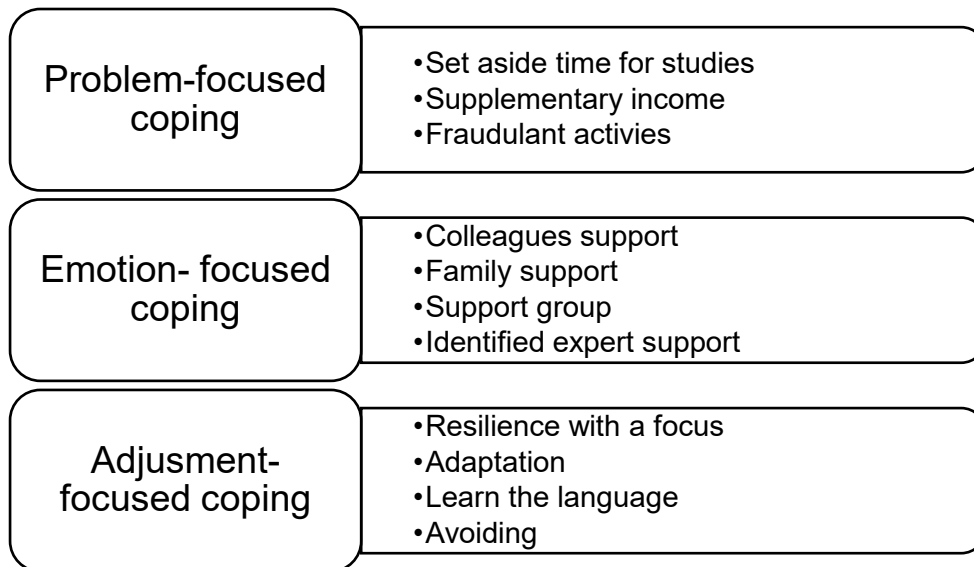 Problem-focused
coping
•Set aside time for studies
•Supplementary income
•Fraudulant activies
Emotion- focused
coping
•Colleagues support
•Family support
•Support group
•Identified expert support
Adjusment-
focused coping
•Resilience with a focus
•Adaptation
•Learn the language
•Avoiding